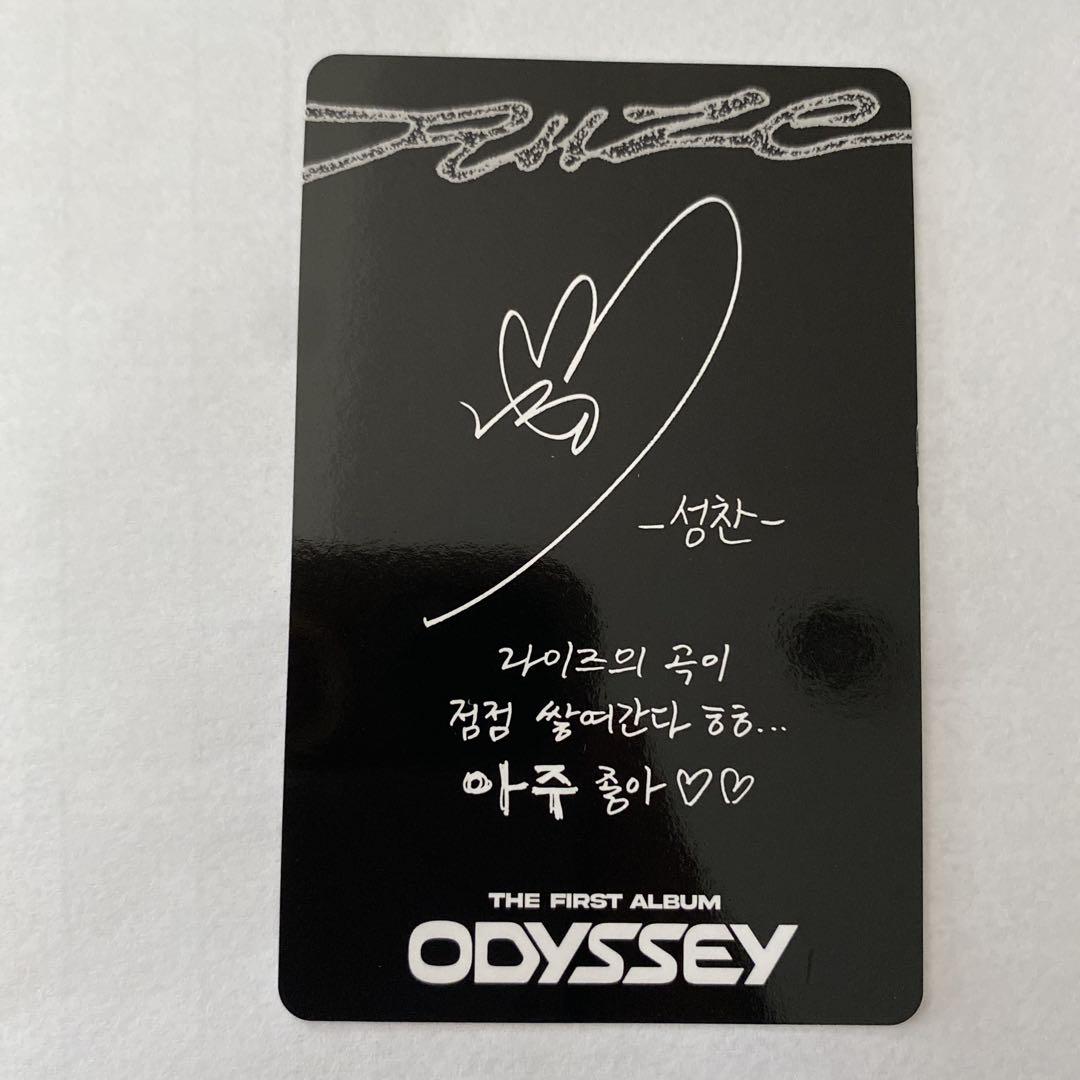 RIIZE
-성찬-
라이즈의 곡이
점점 쌓여간다 ㅎㅎ...
아주 좋아♡♡
THE FIRST ALBUM
ODYSSEY